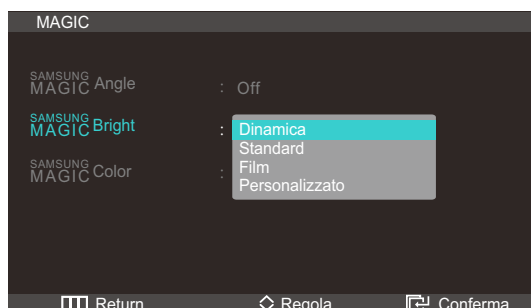 MAGIC
SAMSUNG MAGIC Angle : Off
SAMSUNG MAGIC Bright : Dinamica
Standard
Film
Personalizzato
SAMSUNG MAGIC Color :
Return Regola Conferma